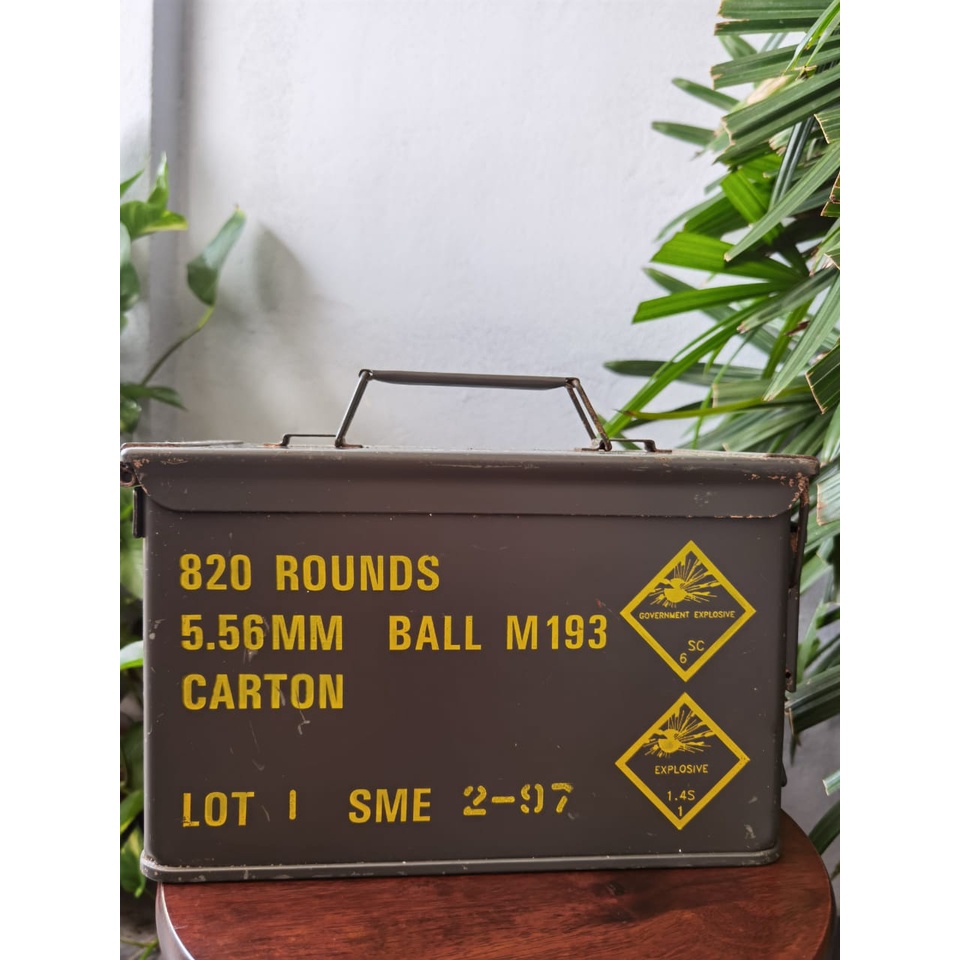 820 ROUNDS
5.56MM BALL M193
CARTON
LOT 1 SME 2-97
GOVERNMENT EXPLOSIVE
SC
6
EXPLOSIVE
1.4S
1